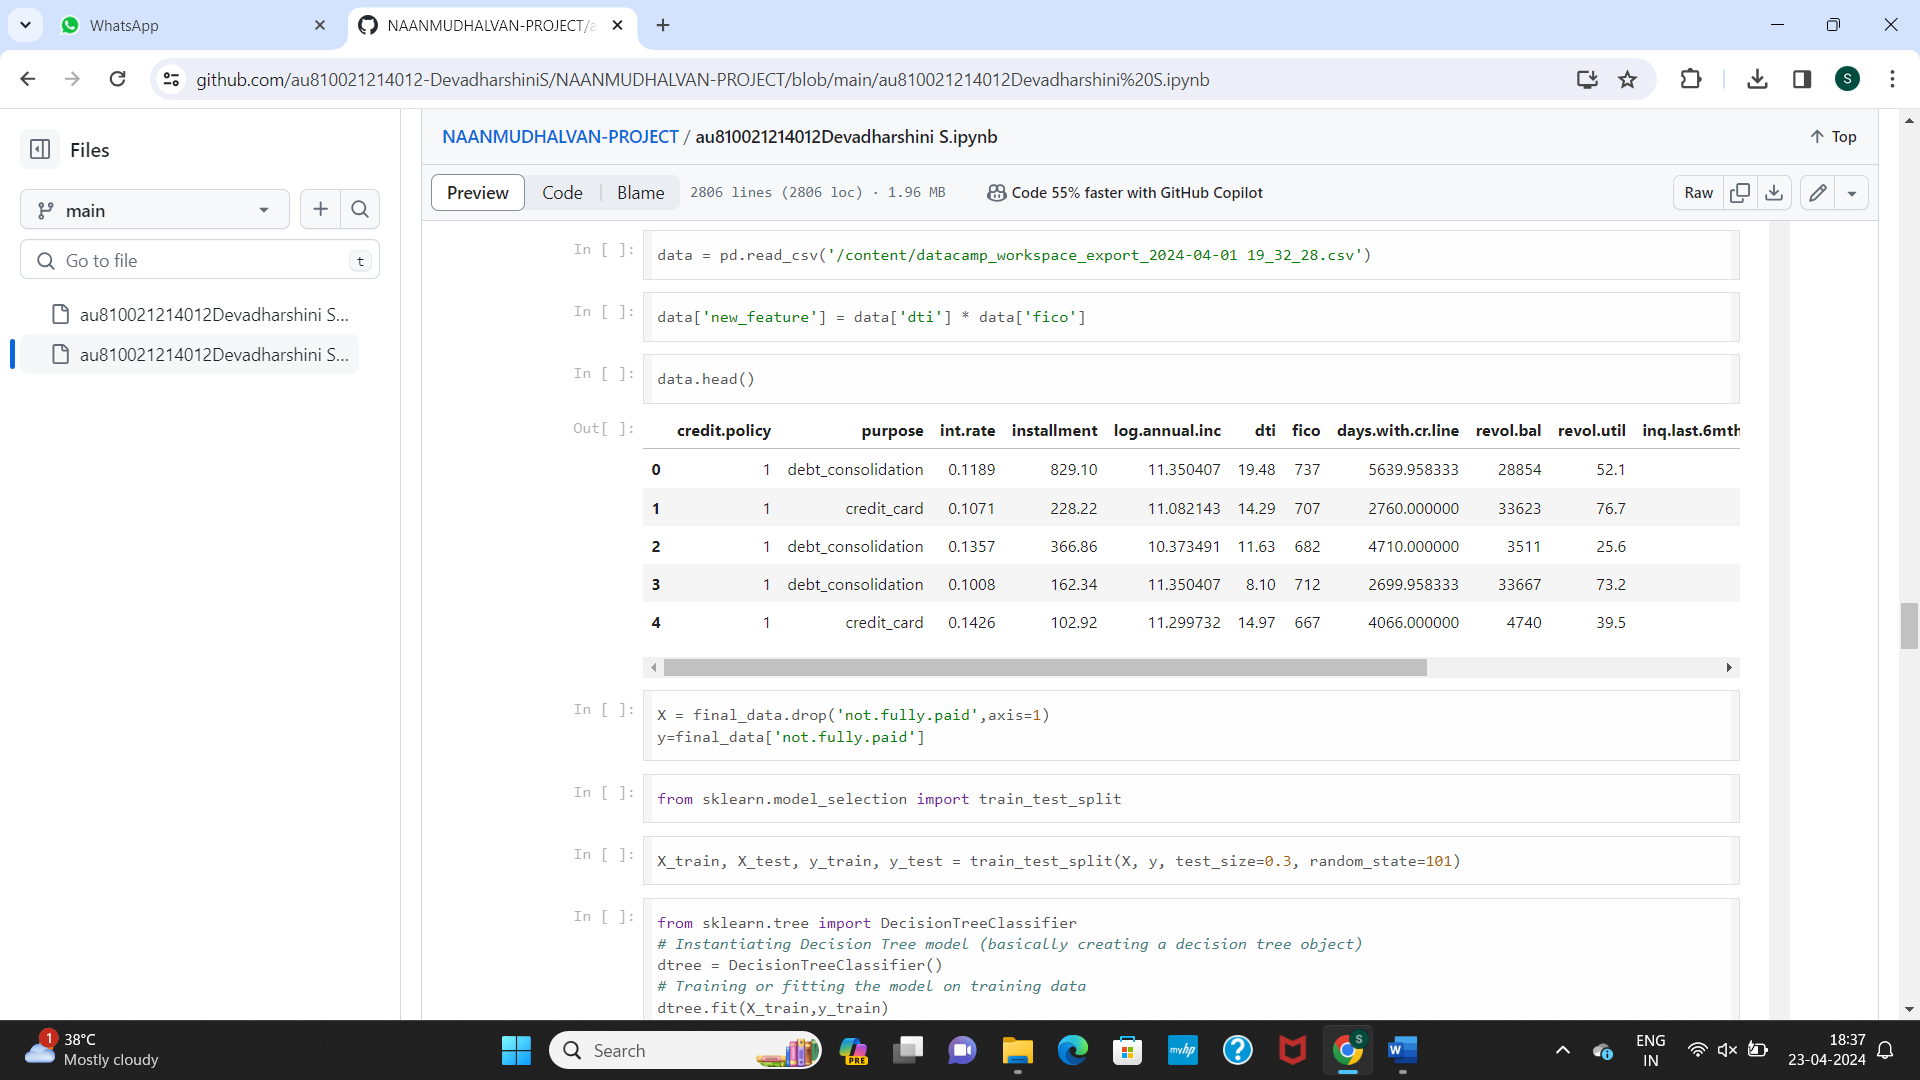 WhatsApp
NAANMUDHALVAN-PROJECT/a
github.com/au810021214012-DevadharshiniS/NAANMUDHALVAN-PROJECT/blob/main/au810021214012Devadharshini%20S.ipynb
S
Files
NAANMUDHALVAN-PROJECT / au810021214012Devadharshini S.ipynb
Top
main
Preview Code Blame 2806 lines (2806 loc) · 1.96 MB Code 55% faster with GitHub Copilot Raw
Go to file t
au810021214012Devadharshini S...
au810021214012Devadharshini S...
In [ ]: data = pd.read_csv('/content/datacamp_workspace_export_2024-04-01 19_32_28.csv')
In [ ]: data['new_feature'] = data['dti'] * data['fico']
In [ ]: data.head()
Out[ ]: credit.policy purpose int.rate installment log.annual.inc dti fico days.with.cr.line revol.bal revol.util inq.last.6mth
0 1 debt_consolidation 0.1189 829.10 11.350407 19.48 737 5639.958333 28854 52.1
1 1 credit_card 0.1071 228.22 11.082143 14.29 707 2760.000000 33623 76.7
2 1 debt_consolidation 0.1357 366.86 10.373491 11.63 682 4710.000000 3511 25.6
3 1 debt_consolidation 0.1008 162.34 11.350407 8.10 712 2699.958333 33667 73.2
4 1 credit_card 0.1426 102.92 11.299732 14.97 667 4066.000000 4740 39.5
In [ ]: X = final_data.drop('not.fully.paid',axis=1)
y=final_data['not.fully.paid']
In [ ]: from sklearn.model_selection import train_test_split
In [ ]: X_train, X_test, y_train, y_test = train_test_split(X, y, test_size=0.3, random_state=101)
In [ ]: from sklearn.tree import DecisionTreeClassifier
# Instantiating Decision Tree model (basically creating a decision tree object)
dtree = DecisionTreeClassifier()
# Training or fitting the model on training data
dtree.fit(X_train,y_train)
1
38°C
Mostly cloudy
Search
PRE
myhp
S
W
ENG
IN
18:37
23-04-2024